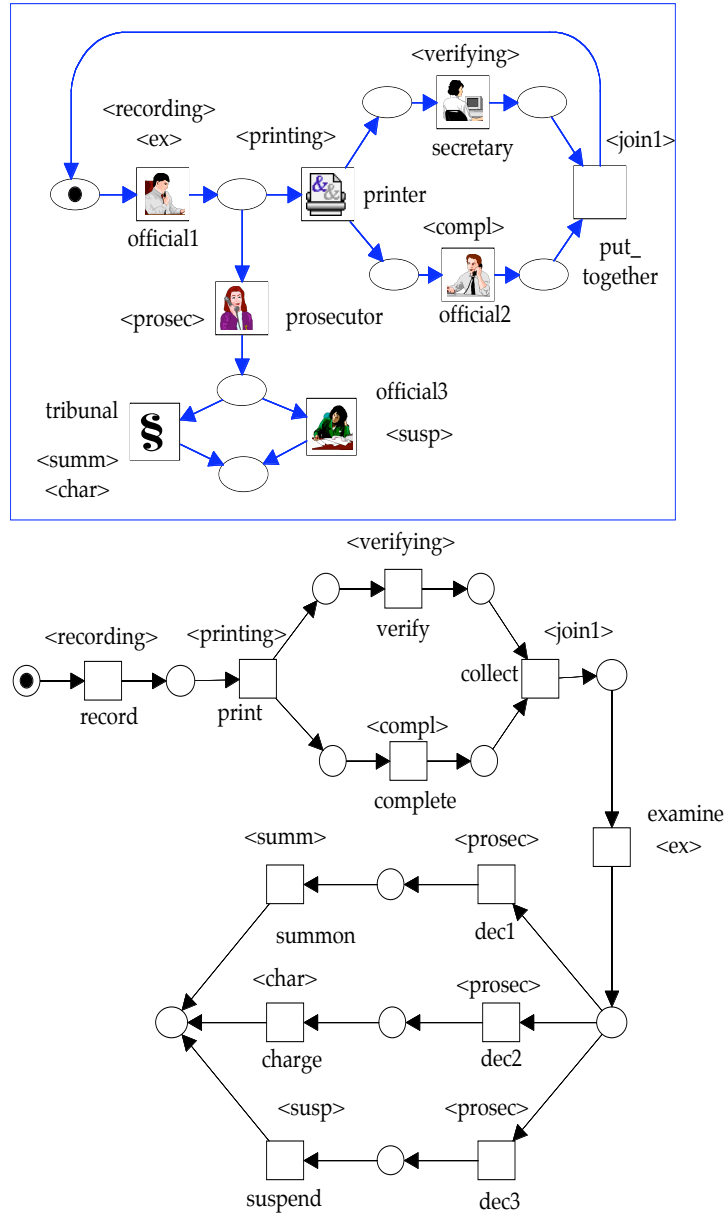 <verifying>
<recording>
<ex>
<printing>
secretary
<join1>
&&
printer
official1
<compl>
put_
together
<prosec>
prosecutor
official2
tribunal
official3
§
<susp>
<summ>
<char>
<verifying>
<recording>
<printing>
verify
<join1>
collect
record
print
<compl>
complete
examine
<ex>
<summ>
<prosec>
summon
dec1
<char>
<prosec>
charge
dec2
<susp>
<prosec>
suspend
dec3